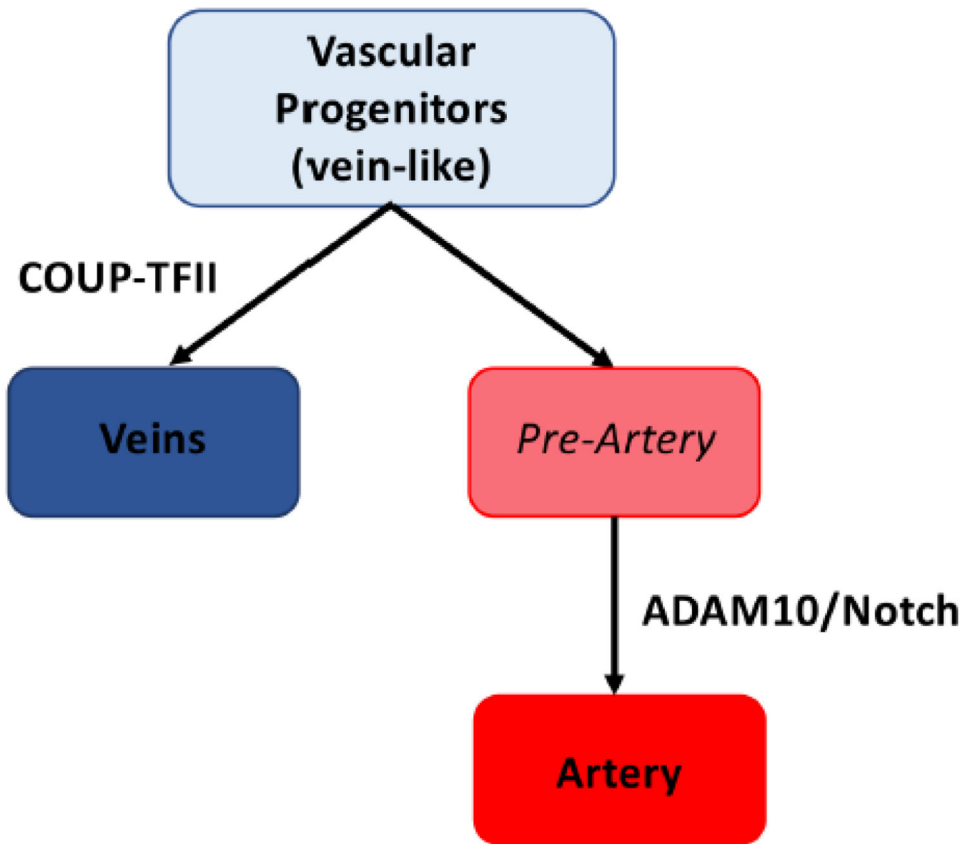 Vascular
Progenitors
(vein-like)
COUP-TFII
Veins
Pre-Artery
ADAM10/Notch
Artery